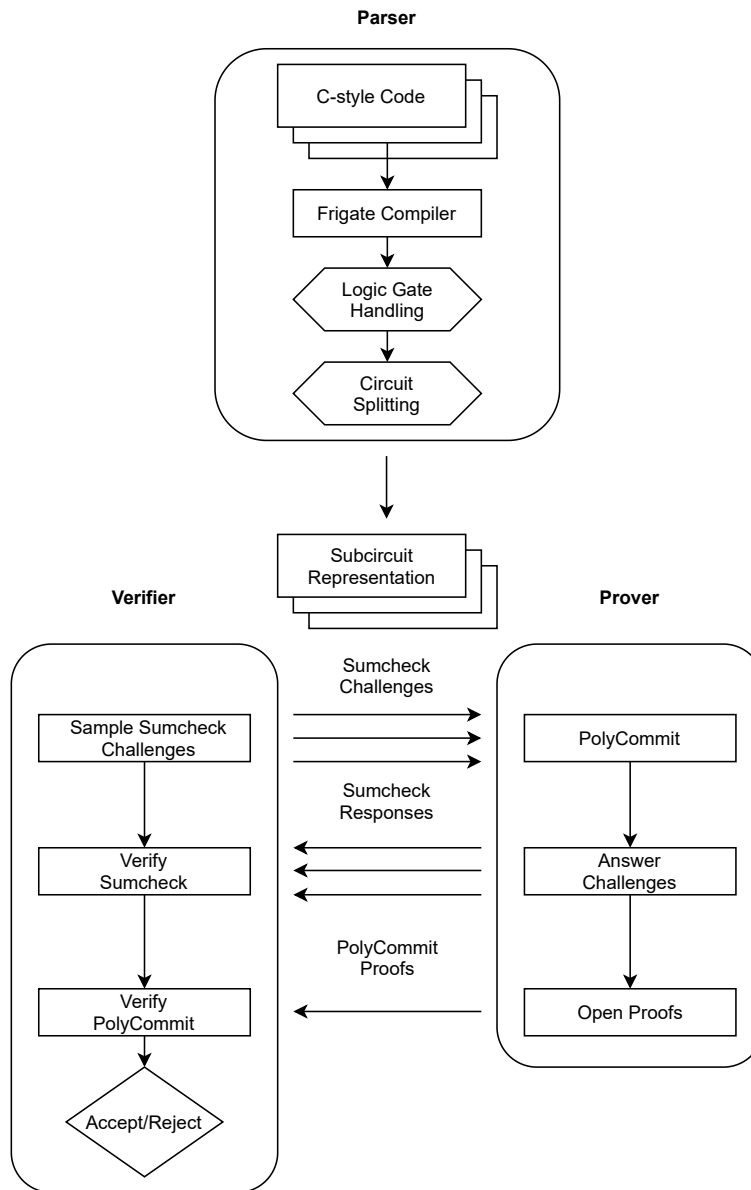 Parser
C-style Code
Frigate Compiler
Logic Gate
Handling
Circuit
Splitting
Subcircuit
Representation
Verifier
Prover
Sumcheck
Challenges
Sample Sumcheck
Challenges
PolyCommit
Sumcheck
Responses
Verify
Sumcheck
Answer
Challenges
PolyCommit
Proofs
Verify
PolyCommit
Open Proofs
Accept/Reject